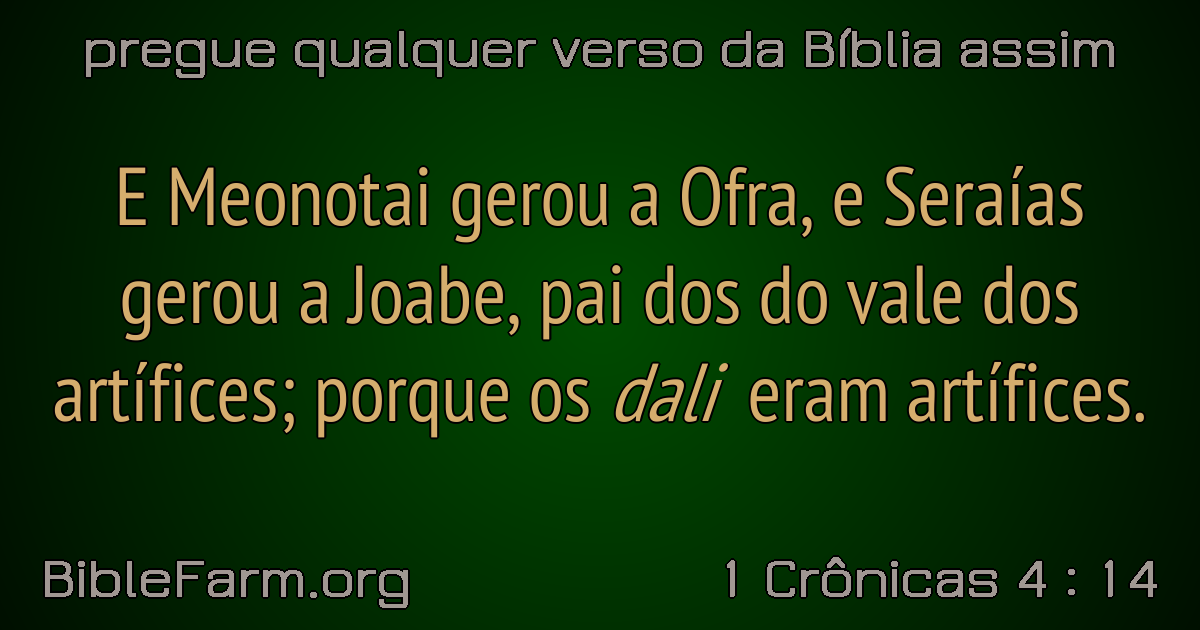 pregue qualquer verso da Bíblia assim
E Meonotai gerou a Ofra, e Seraías
gerou a Joabe, pai dos do vale dos
artífices; porque os dali eram artífices.
BibleFarm.org
1 Crônicas 4 : 14